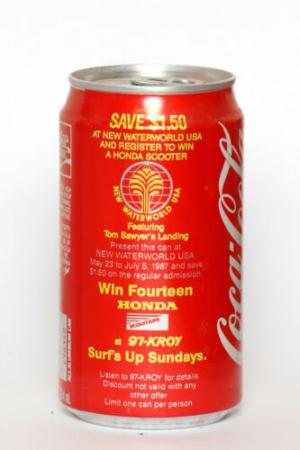 SAVE $1.50
AT NEW WATERWORLD USA
AND REGISTER TO WIN
A HONDA SCOOTER
NEW WATERWORLD USA
Featuring
Tom Sawyer's Landing
Present this can at
NEW WATERWORLD USA
May 23 to July 5, 1987 and save
$1.50 on the regular admission
Win Fourteen
HONDA
SCOOTERS
at 97-KROY
Surf's Up Sundays.
Listen to 97-KROY for details.
Discount not valid with any
other offer
Limit one can per person
Coca-Cola